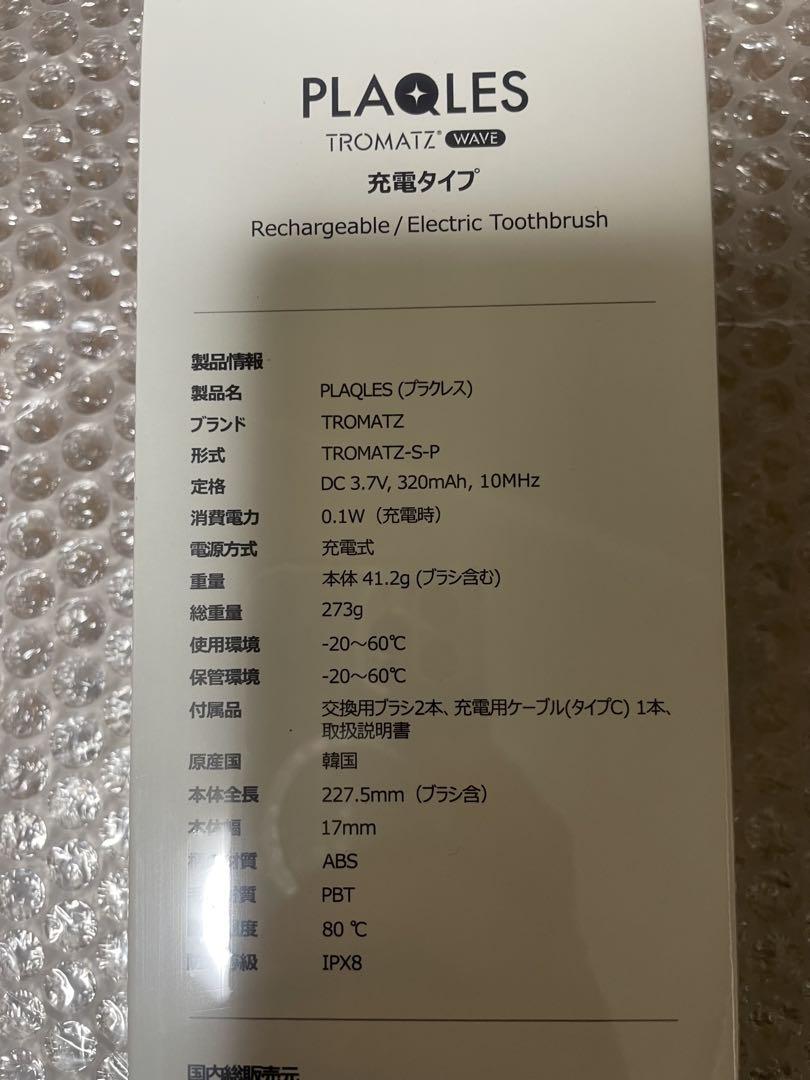 PLAQLES
TROMATZ® WAVE
充電タイプ
Rechargeable / Electric Toothbrush
製品情報
製品名 PLAQLES (プラクレス)
ブランド TROMATZ
形式 TROMATZ-S-P
定格 DC 3.7V, 320mAh, 10MHz
消費電力 0.1W（充電時）
電源方式 充電式
重量 本体 41.2g (ブラシ含む)
総重量 273g
使用環境 -20～60℃
保管環境 -20～60℃
付属品 交換用ブラシ2本、充電用ケーブル(タイプC) 1本、
取扱説明書
原産国 韓国
本体全長 227.5mm（ブラシ含）
本体幅 17mm
ABS
PBT
80 ℃
IPX8
国内総販売元